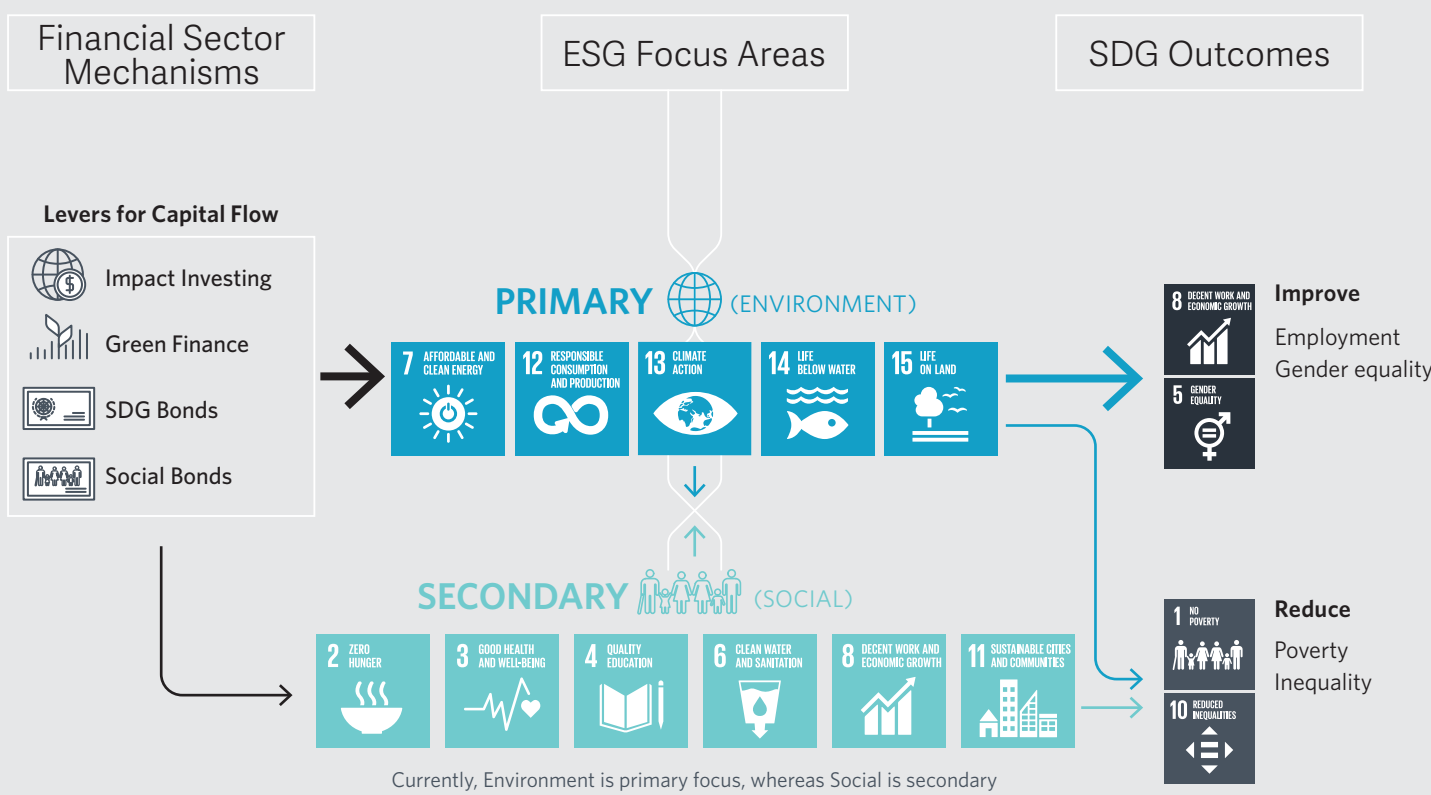 Financial Sector
Mechanisms
ESG Focus Areas
SDG Outcomes
Levers for Capital Flow
Impact Investing
Green Finance
SDG Bonds
Social Bonds
PRIMARY (ENVIRONMENT)
7 AFFORDABLE AND
CLEAN ENERGY
12 RESPONSIBLE
CONSUMPTION
AND PRODUCTION
13 CLIMATE
ACTION
14 LIFE
BELOW WATER
15 LIFE
ON LAND
8 DECENT WORK AND
ECONOMIC GROWTH
5 GENDER
EQUALITY
Improve
Employment
Gender equality
SECONDARY (SOCIAL)
2 ZERO
HUNGER
3 GOOD HEALTH
AND WELL-BEING
4 QUALITY
EDUCATION
6 CLEAN WATER
AND SANITATION
8 DECENT WORK AND
ECONOMIC GROWTH
11 SUSTAINABLE CITIES
AND COMMUNITIES
1 NO
POVERTY
10 REDUCED
INEQUALITIES
Reduce
Poverty
Inequality
Currently, Environment is primary focus, whereas Social is secondary